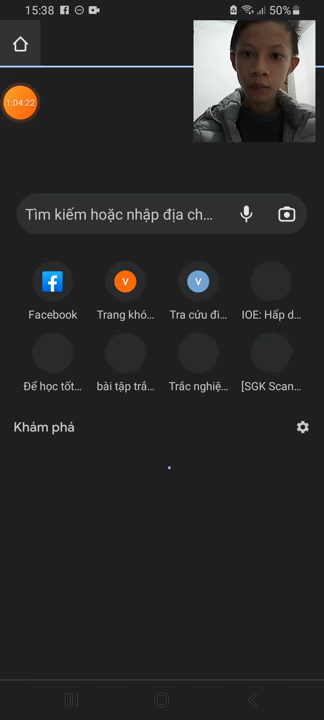 15:38 50%
1:04:22
Tìm kiếm hoặc nhập địa ch...
V V
Facebook Trang khó... Tra cứu đi... IOE: Hấp d...
Để học tốt... bài tập trắ... Trắc nghiệ... [SGK Scan...
Khám phá